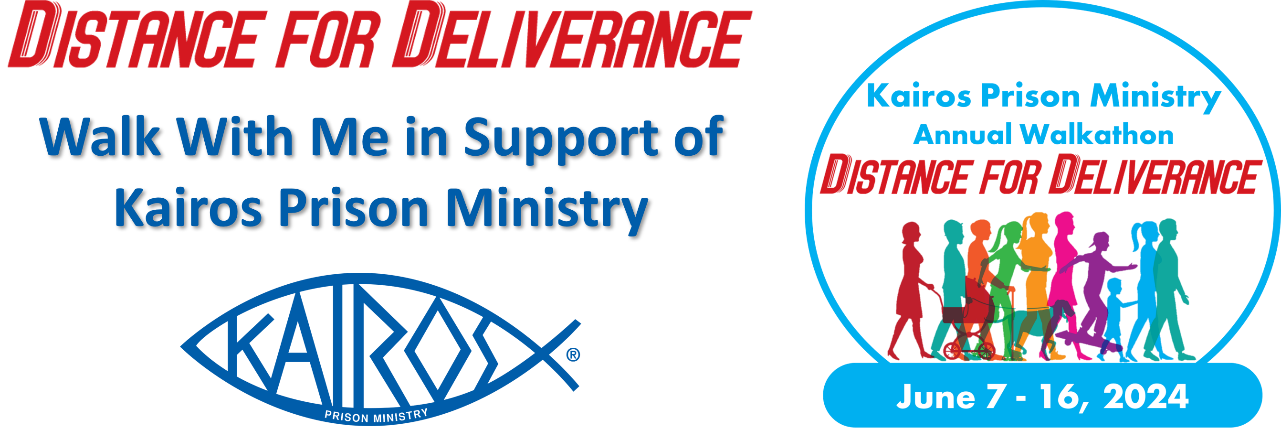 DISTANCE FOR DELIVERANCE
Walk With Me in Support of
Kairos Prison Ministry
KAIROS
®
PRISON MINISTRY
Kairos Prison Ministry
Annual Walkathon
DISTANCE FOR DELIVERANCE
June 7 - 16, 2024